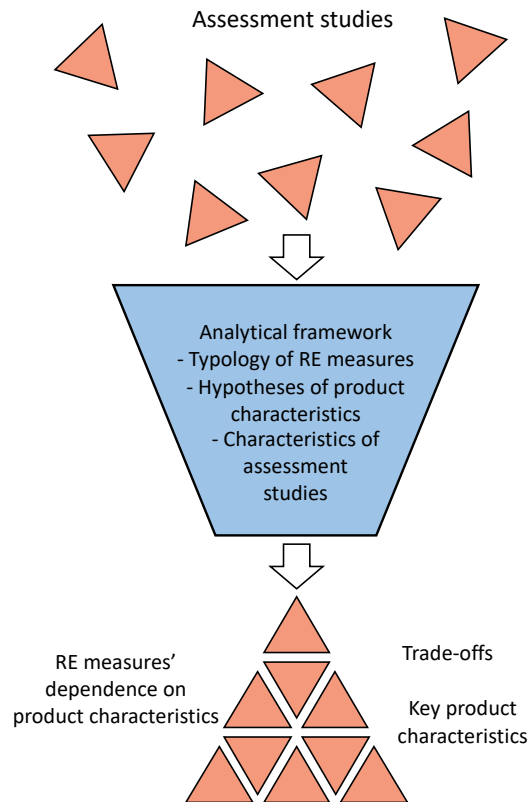 Assessment studies
Analytical framework
- Typology of RE measures
- Hypotheses of product
characteristics
- Characteristics of
assessment
studies
RE measures’
dependence on
product characteristics
Trade-offs
Key product
characteristics